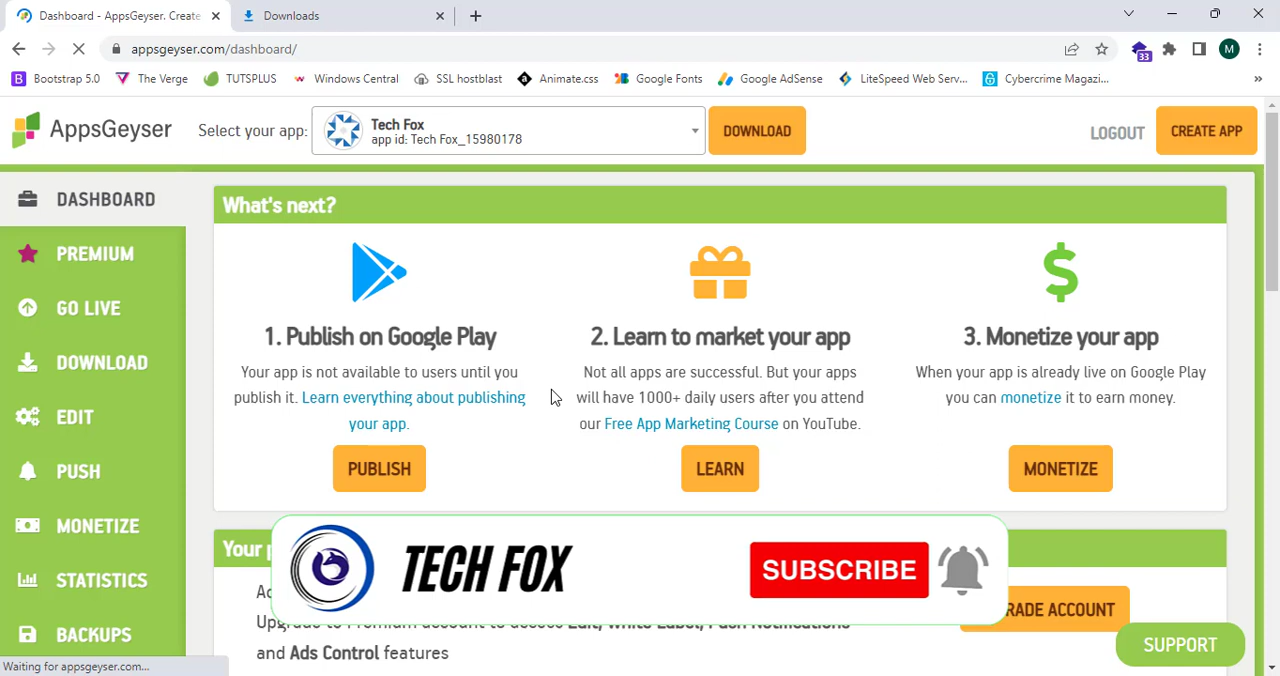 Dashboard - AppsGeyser. Create
Downloads
appsgeyser.com/dashboard/
33
M
B Bootstrap 5.0
The Verge
TUTSPLUS
Windows Central
SSL hostblast
Animate.css
Google Fonts
Google AdSense
LiteSpeed Web Serv...
Cybercrime Magazi...
AppsGeyser
Select your app:
Tech Fox
app id: Tech Fox_15980178
DOWNLOAD
LOGOUT
CREATE APP
DASHBOARD
PREMIUM
GO LIVE
DOWNLOAD
EDIT
PUSH
MONETIZE
STATISTICS
BACKUPS
What's next?
1. Publish on Google Play
Your app is not available to users until you
publish it. Learn everything about publishing
your app.
PUBLISH
2. Learn to market your app
Not all apps are successful. But your apps
will have 1000+ daily users after you attend
our Free App Marketing Course on YouTube.
LEARN
3. Monetize your app
When your app is already live on Google Play
you can monetize it to earn money.
MONETIZE
Your
TECH FOX
SUBSCRIBE
RADE ACCOUNT
and Ads Control features
SUPPORT
Waiting for appsgeyser.com...